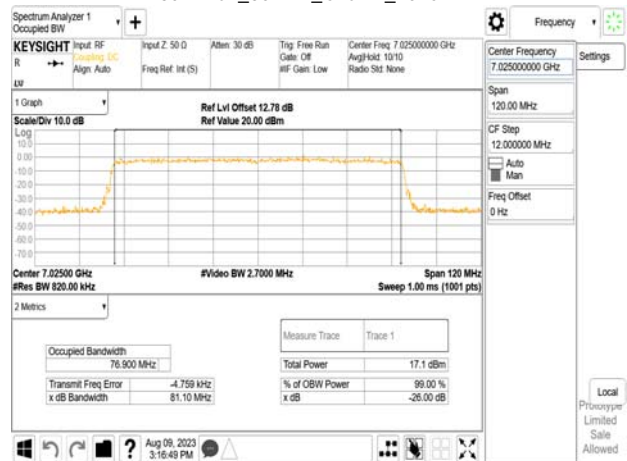 Spectrum Analyzer 1
Occupied BW
Frequency
KEYSIGHT
Input: RF
Coupling: DC
Align: Auto
Input Z: 50 Ω
Freq Ref: Int (S)
Atten: 30 dB
Trig: Free Run
Gate: Off
#IF Gain: Low
Center Freq: 7.025000000 GHz
Avg|Hold: 10/10
Radio Std: None
R
LXI
Center Frequency
7.025000000 GHz
Settings
Span
120.00 MHz
CF Step
12.000000 MHz
Auto
Man
Freq Offset
0 Hz
1 Graph
Scale/Div 10.0 dB
Ref Lvl Offset 12.78 dB
Ref Value 20.00 dBm
Log
10.0
0.00
-10.0
-20.0
-30.0
-40.0
-50.0
-60.0
-70.0
Center 7.02500 GHz
#Res BW 820.00 kHz
#Video BW 2.7000 MHz
Span 120 MHz
Sweep 1.00 ms (1001 pts)
2 Metrics
Measure Trace
Trace 1
Occupied Bandwidth
76.900 MHz
Total Power
17.1 dBm
Transmit Freq Error
-4.759 kHz
% of OBW Power
99.00 %
x dB Bandwidth
81.10 MHz
x dB
-26.00 dB
Local
Prototype
Limited
Sale
Allowed
?
Aug 09, 2023
3:16:49 PM